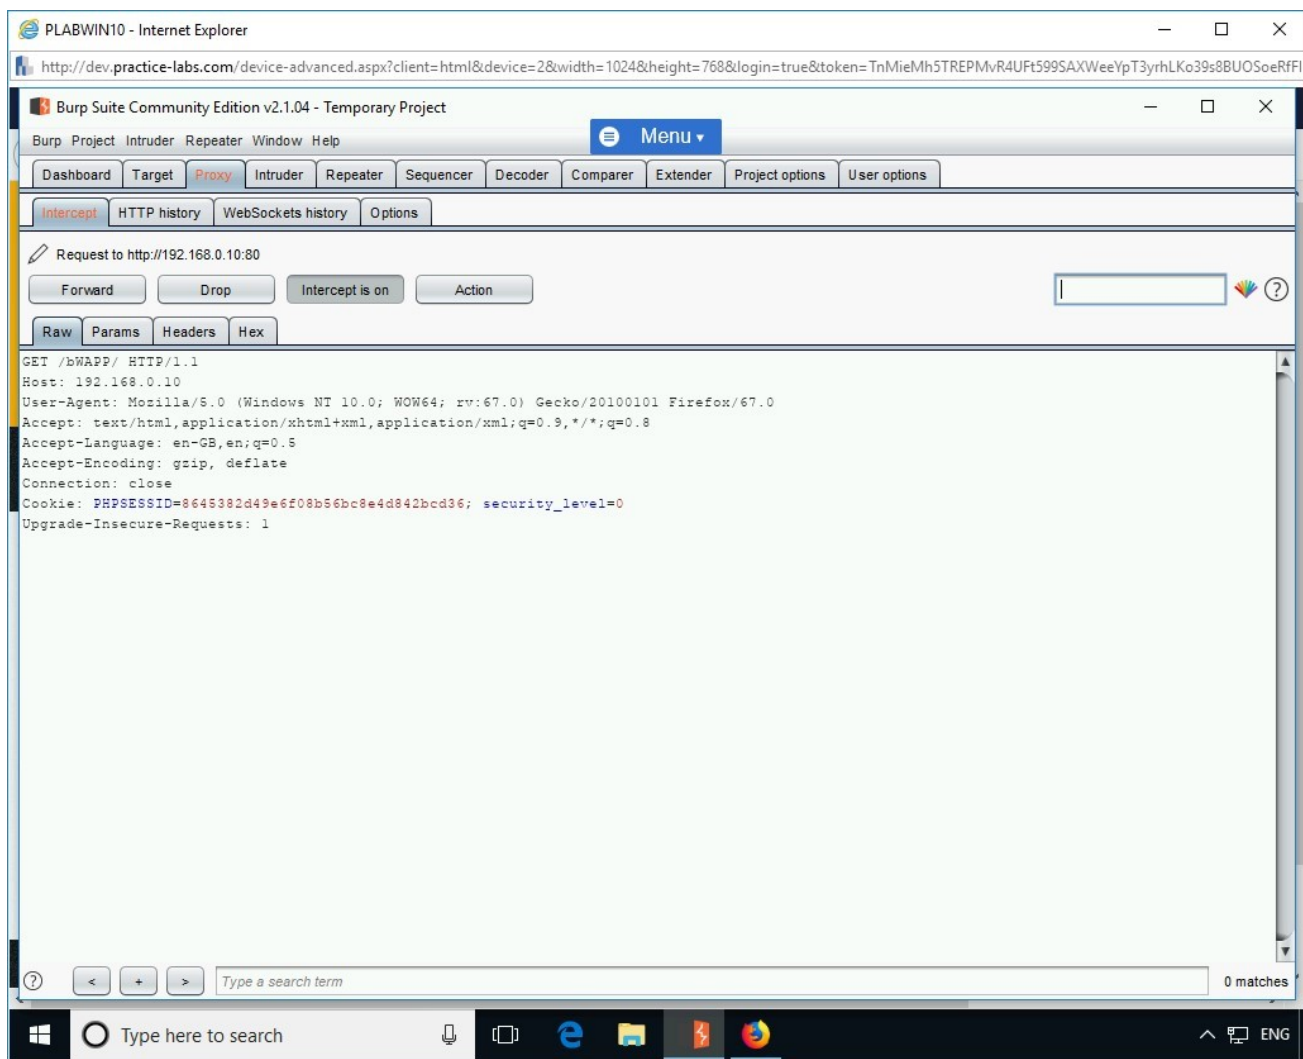 PLABWIN10 - Internet Explorer
http://dev.practice-labs.com/device-advanced.aspx?client=html&device=2&width=1024&height=768&login=true&token=TnMieMh5TREPMvR4UFt599SAXWeeYpT3yrhLKo39s8BUOSoeRfFl
Burp Suite Community Edition v2.1.04 - Temporary Project
Burp Project Intruder Repeater Window Help
Menu
Dashboard Target Proxy Intruder Repeater Sequencer Decoder Comparer Extender Project options User options
Intercept HTTP history WebSockets history Options
Request to http://192.168.0.10:80
Forward Drop Intercept is on Action
Raw Params Headers Hex
GET /bWAPP/ HTTP/1.1
Host: 192.168.0.10
User-Agent: Mozilla/5.0 (Windows NT 10.0; WOW64; rv:67.0) Gecko/20100101 Firefox/67.0
Accept: text/html,application/xhtml+xml,application/xml;q=0.9,*/*;q=0.8
Accept-Language: en-GB,en;q=0.5
Accept-Encoding: gzip, deflate
Connection: close
Cookie: PHPSESSID=8645382d49e6f08b56bc8e4d842bcd36; security_level=0
Upgrade-Insecure-Requests: 1
? < + > Type a search term 0 matches
Type here to search ENG